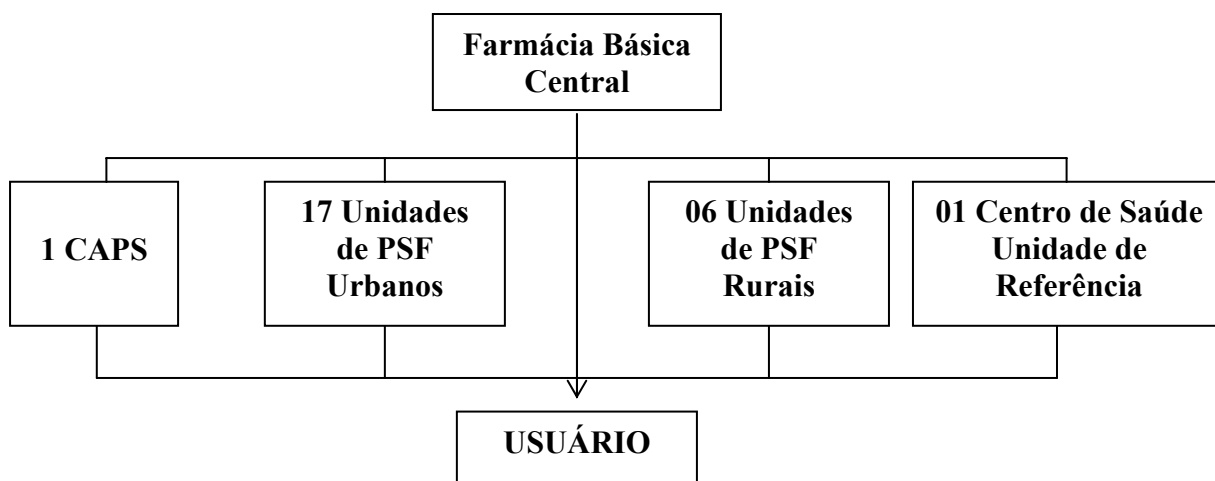 Farmácia Básica
Central
1 CAPS
17 Unidades
de PSF
Urbanos
06 Unidades
de PSF
Rurais
01 Centro de Saúde
Unidade de
Referência
USUÁRIO